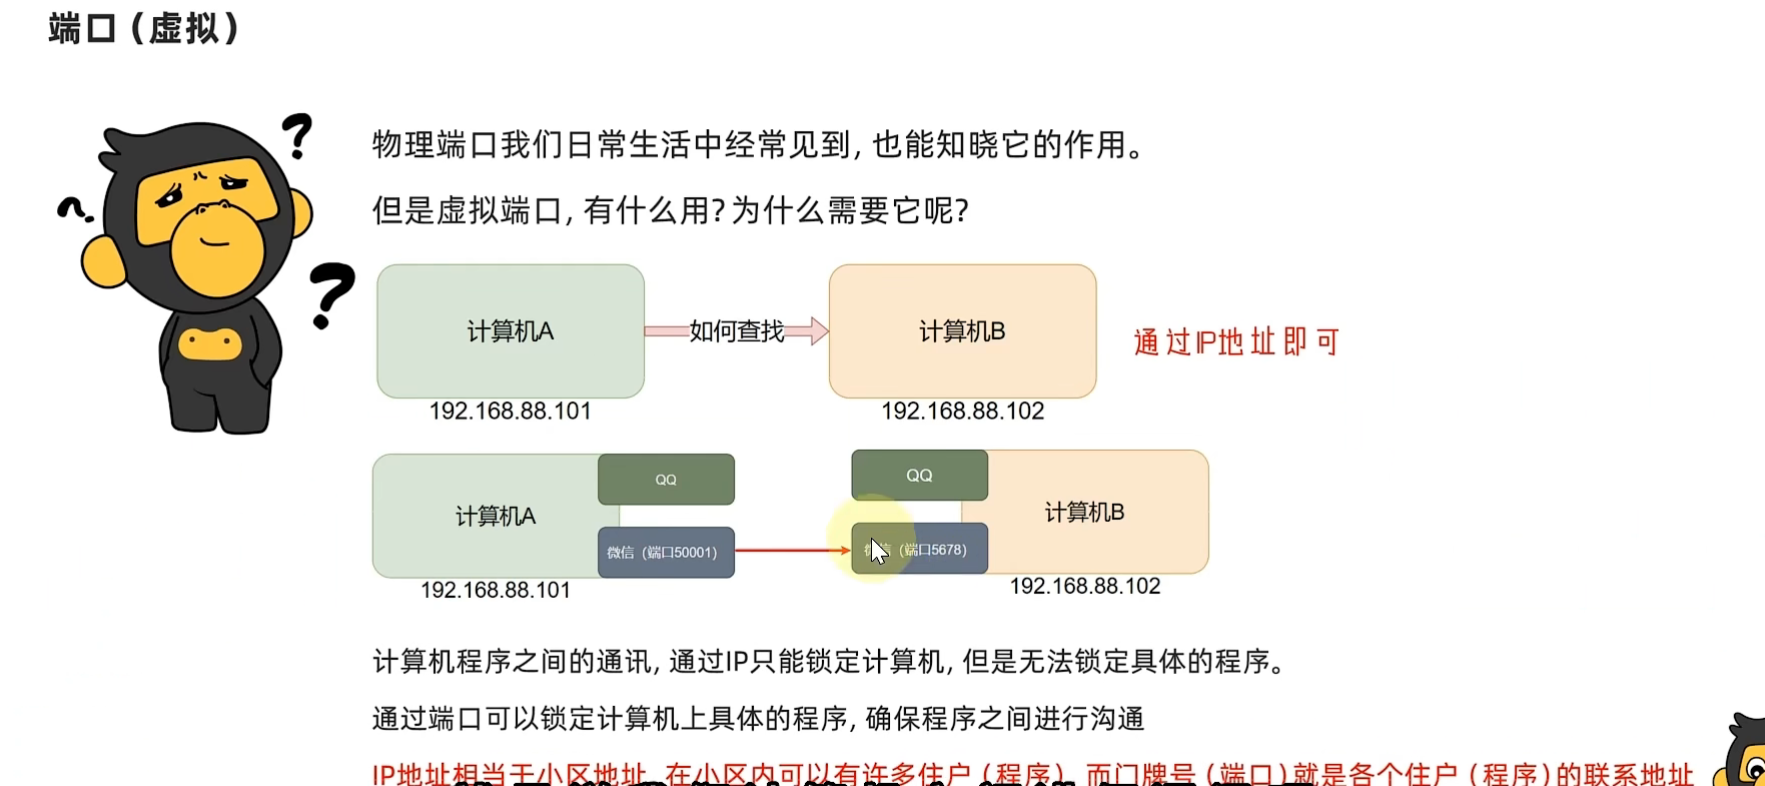 端口（虚拟）
物理端口我们日常生活中经常见到, 也能知晓它的作用。
但是虚拟端口, 有什么用? 为什么需要它呢?
计算机A
如何查找
计算机B
通过IP地址即可
192.168.88.101
192.168.88.102
QQ
QQ
计算机A
计算机B
微信（端口50001）
（端口5678）
192.168.88.101
192.168.88.102
计算机程序之间的通讯, 通过IP只能锁定计算机, 但是无法锁定具体的程序。
通过端口可以锁定计算机上具体的程序, 确保程序之间进行沟通
IP地址相当于小区地址, 在小区内可以有许多住户（程序）, 而门牌号（端口）就是各个住户（程序）的联系地址